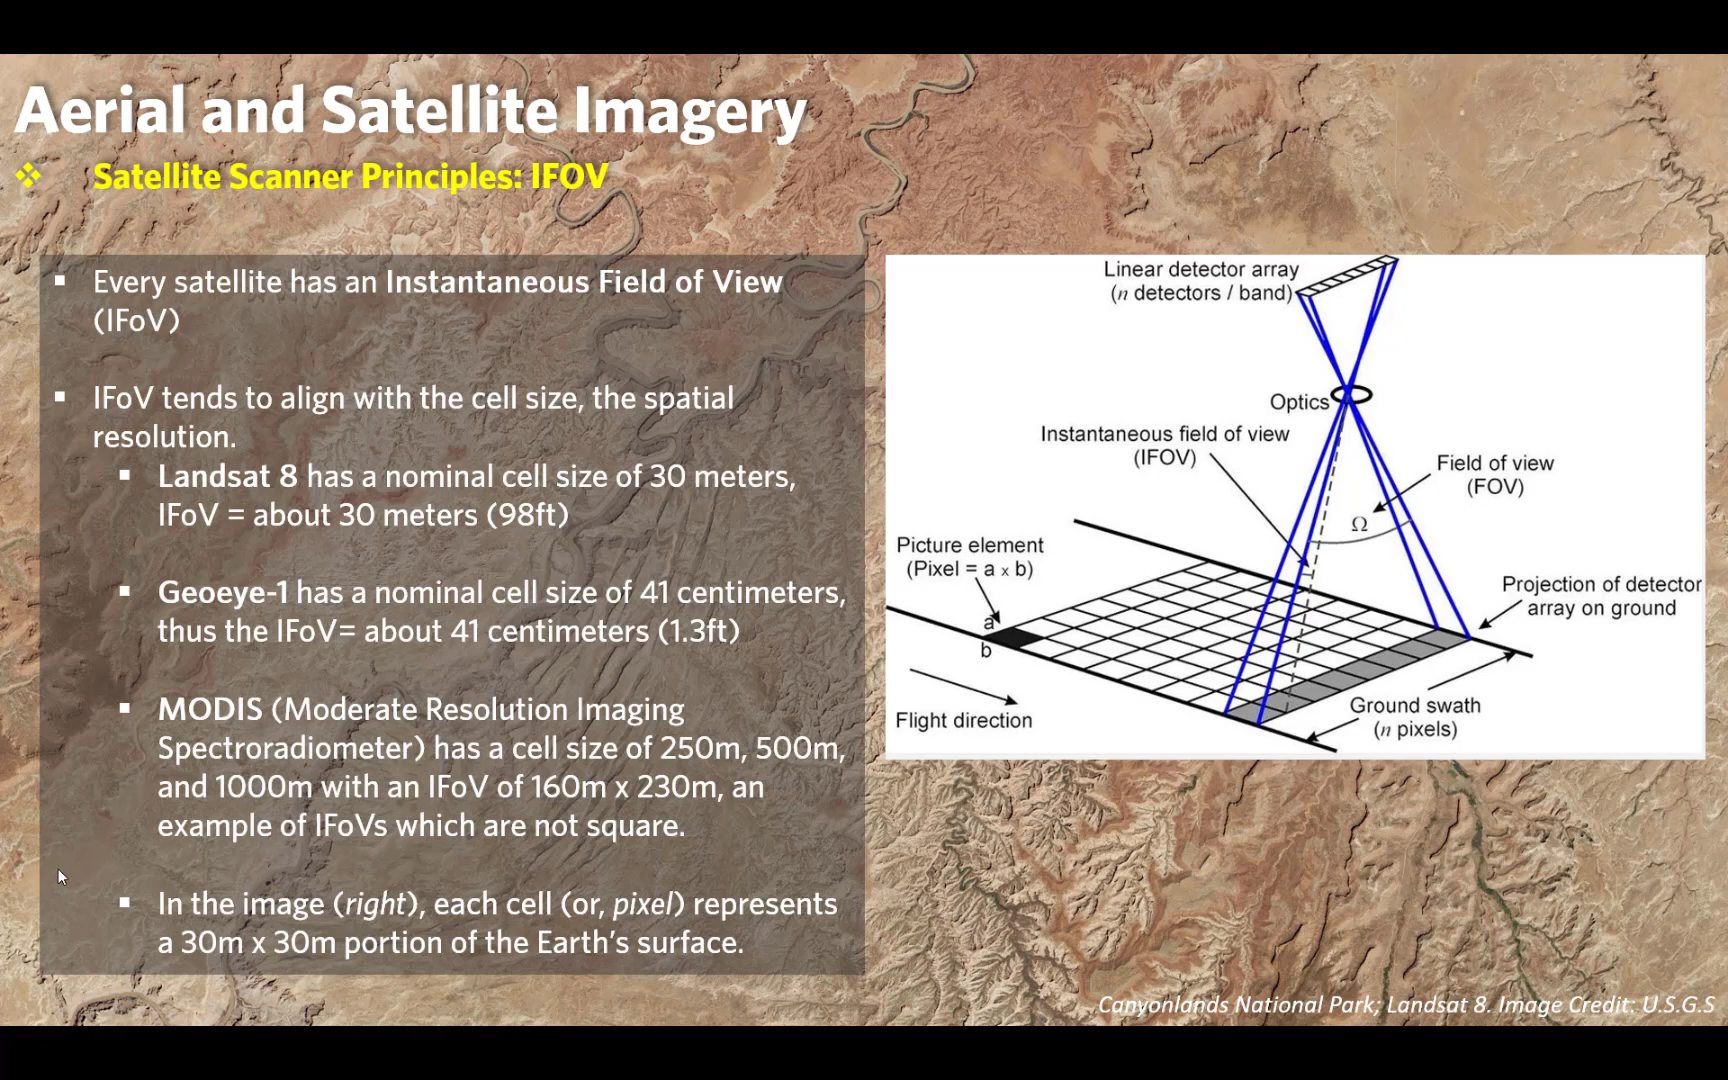 Aerial and Satellite Imagery
Satellite Scanner Principles: IFOV
Every satellite has an Instantaneous Field of View
(IFoV)
IFoV tends to align with the cell size, the spatial
resolution.
Landsat 8 has a nominal cell size of 30 meters,
IFoV = about 30 meters (98ft)
Geoeye-1 has a nominal cell size of 41 centimeters,
thus the IFoV= about 41 centimeters (1.3ft)
MODIS (Moderate Resolution Imaging
Spectroradiometer) has a cell size of 250m, 500m,
and 1000m with an IFoV of 160m x 230m, an
example of IFoVs which are not square.
In the image (right), each cell (or, pixel) represents
a 30m x 30m portion of the Earth's surface.
Linear detector array
(n detectors / band)
Optics
Instantaneous field of view
(IFOV)
Field of view
(FOV)
Ω
Picture element
(Pixel = a x b)
a
b
Projection of detector
array on ground
Flight direction
Ground swath
(n pixels)
Canyonlands National Park; Landsat 8. Image Credit: U.S.G.S